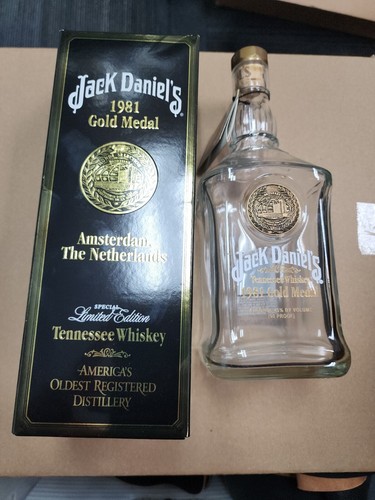 Jack Daniel's
1981
Gold Medal
Amsterdam,
The Netherlands
SPECIAL
Limited Edition
Tennessee Whiskey
AMERICA'S
OLDEST REGISTERED
DISTILLERY
Jack Daniel's
Tennessee Whiskey
1981 Gold Medal